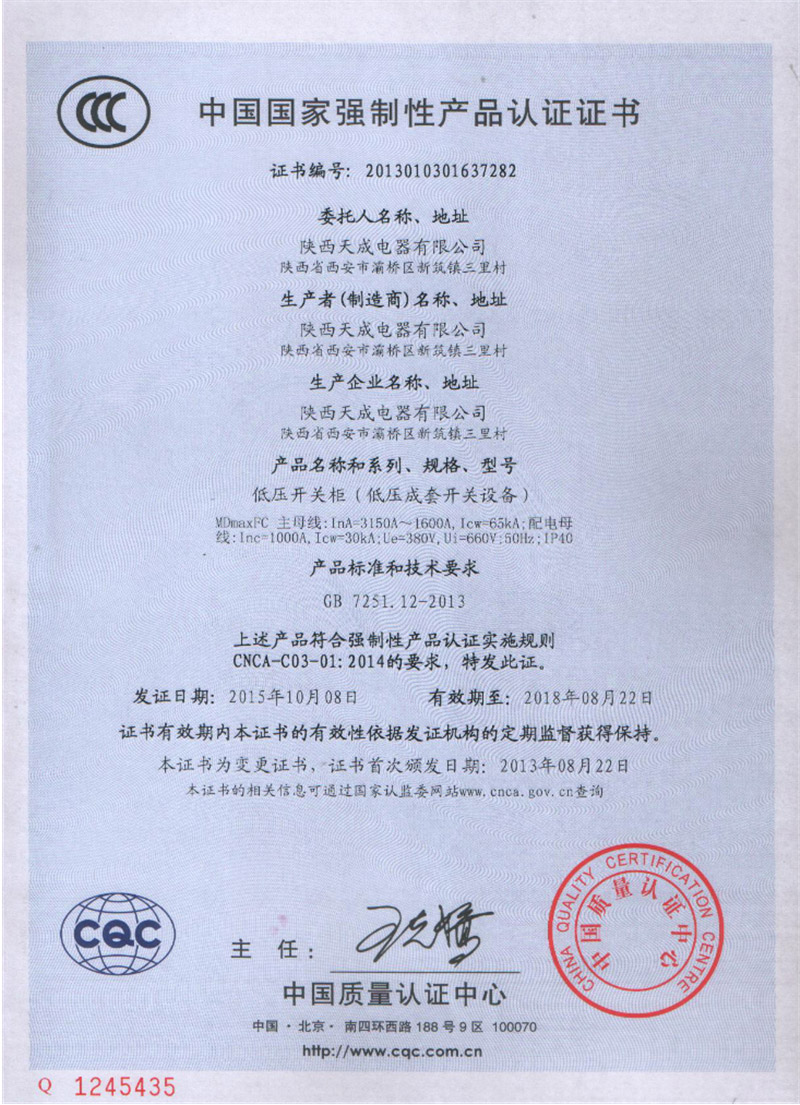 CCC
中国国家强制性产品认证证书
证书编号: 2013010301637282
委托人名称、地址
陕西天成电器有限公司
陕西省西安市灞桥区新筑镇三里村
生产者(制造商)名称、地址
陕西天成电器有限公司
陕西省西安市灞桥区新筑镇三里村
生产企业名称、地址
陕西天成电器有限公司
陕西省西安市灞桥区新筑镇三里村
产品名称和系列、规格、型号
低压开关柜（低压成套开关设备）
MDmaxFC 主母线:InA=3150A～1600A,Icw=65kA;配电母
线:Inc=1000A,Icw=30kA;Ue=380V,Ui=660V;50Hz;IP40
产品标准和技术要求
GB 7251.12-2013
上述产品符合强制性产品认证实施规则
CNCA-C03-01:2014的要求，特发此证。
发证日期: 2015年10月08日 有效期至: 2018年08月22日
证书有效期内本证书的有效性依据发证机构的定期监督获得保持。
本证书为变更证书，证书首次颁发日期: 2013年08月22日
本证书的相关信息可通过国家认监委网站www.cnca.gov.cn查询
CQC
主 任:
CHINA QUALITY CERTIFICATION CENTRE
中国质量认证中心
中国质量认证中心
中国·北京·南四环西路188号9区 100070
http://www.cqc.com.cn
Q 1245435